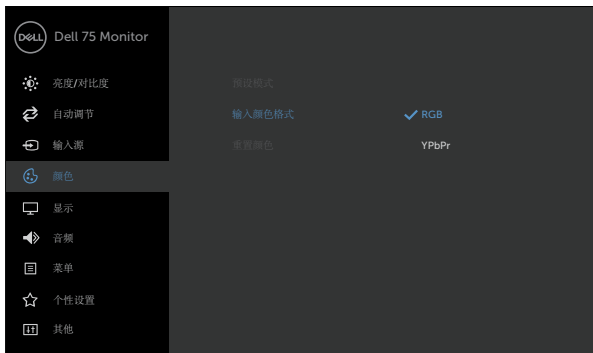 DELL Dell 75 Monitor
亮度/对比度 预设模式
自动调节 输入颜色格式 RGB
输入源 重置颜色 YPbPr
颜色
显示
音频
菜单
个性设置
其他